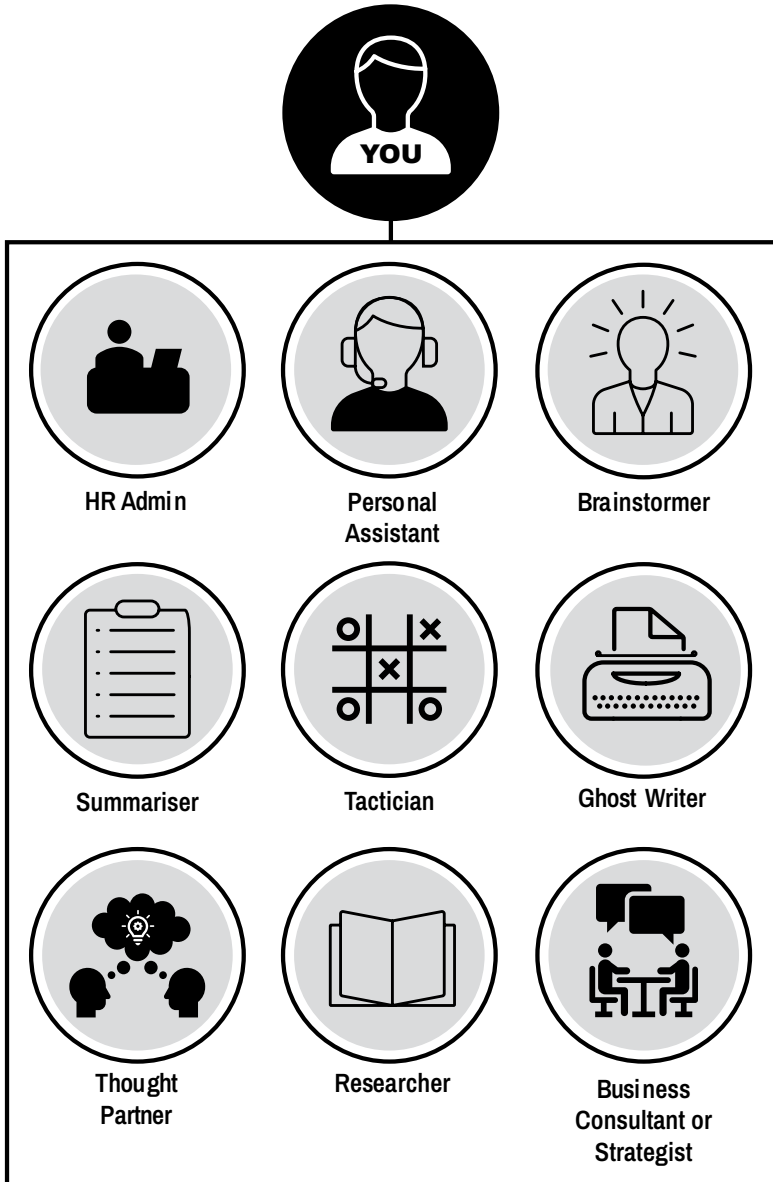 YOU
HR Admin
Personal
Assistant
Brainstormer
Summariser
Tactician
Ghost Writer
Thought
Partner
Researcher
Business
Consultant or
Strategist